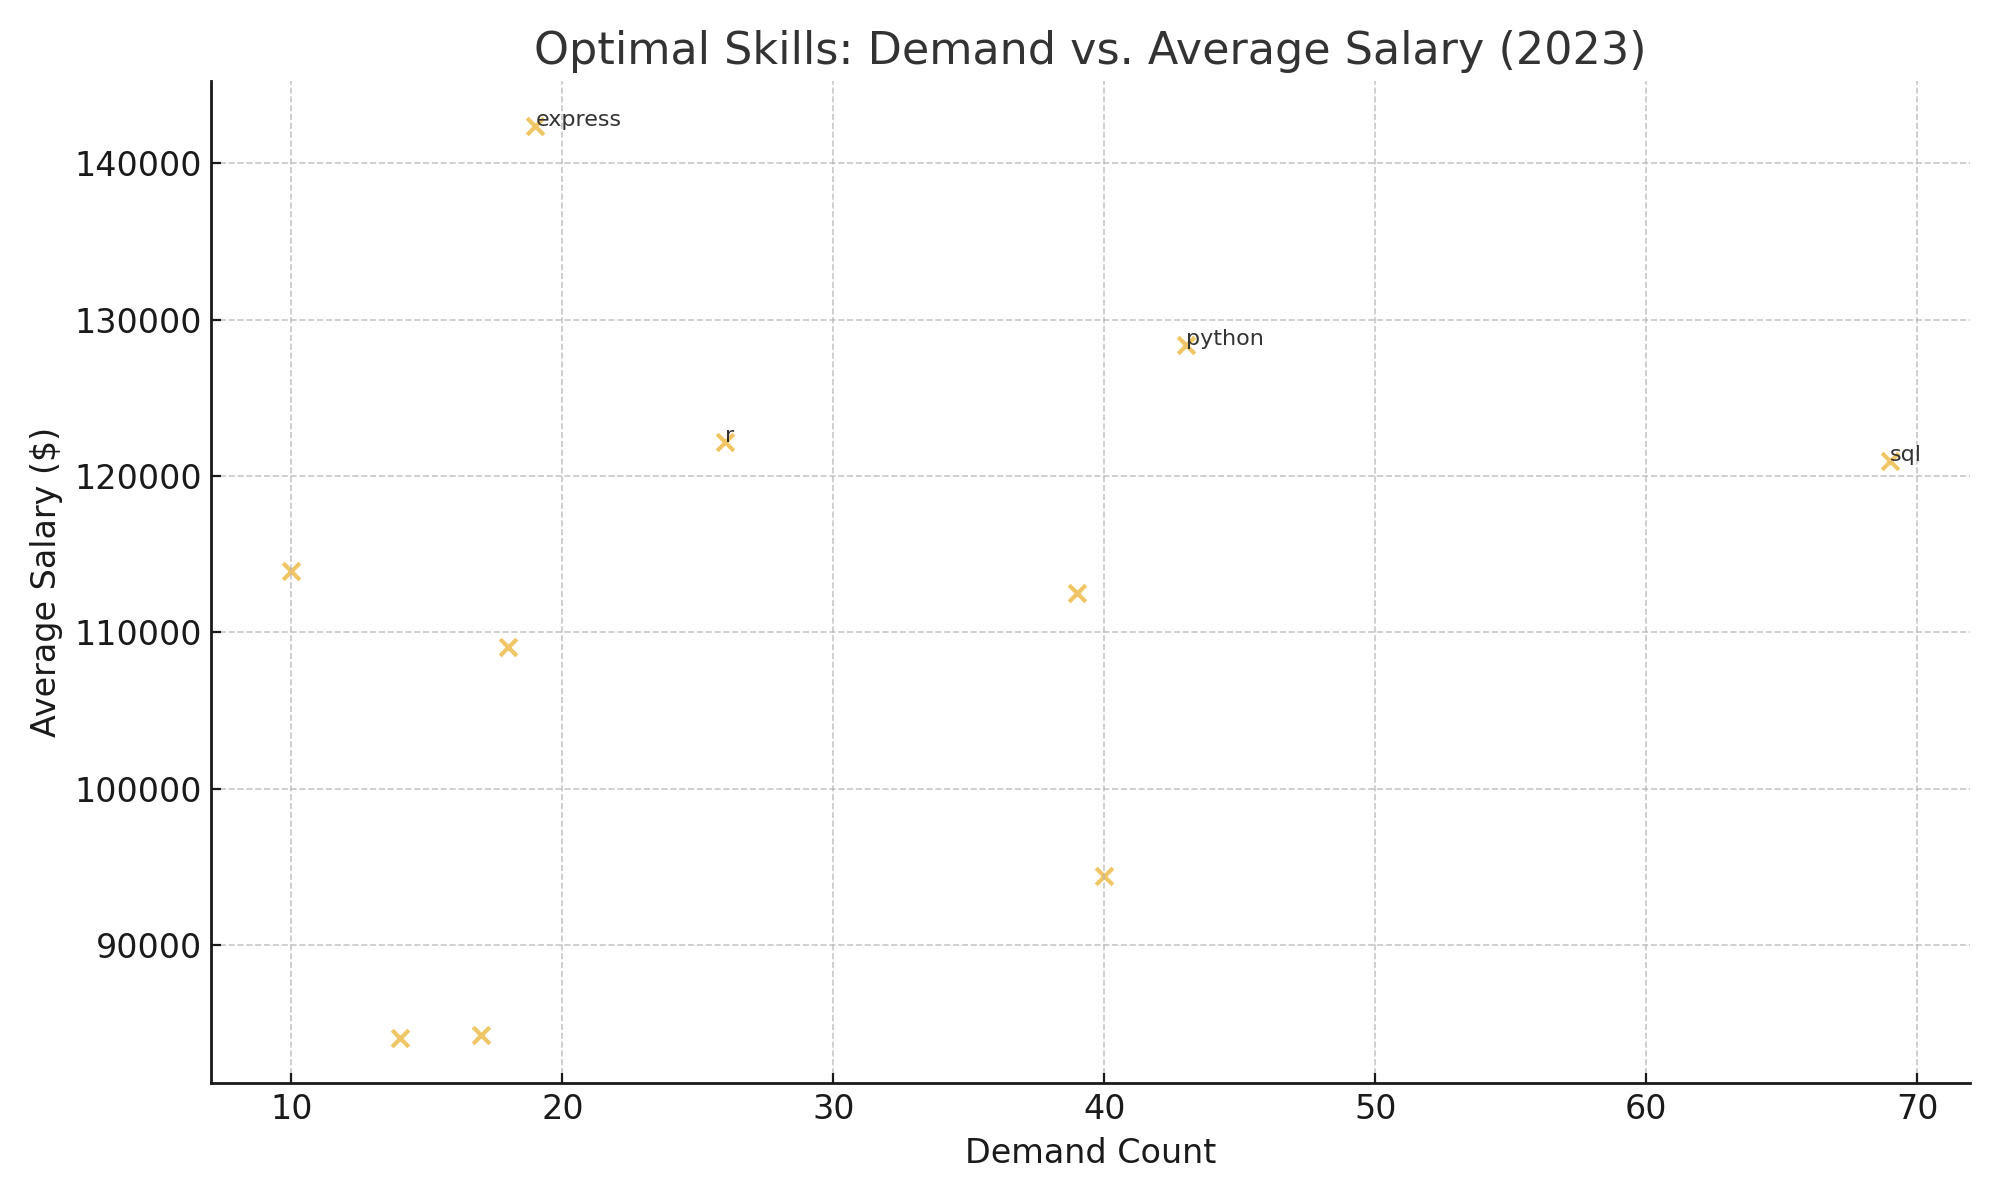 Optimal Skills: Demand vs. Average Salary (2023)
express
140000
130000
python
r
sql
120000
110000
100000
90000
Average Salary ($)
10 20 30 40 50 60 70
Demand Count